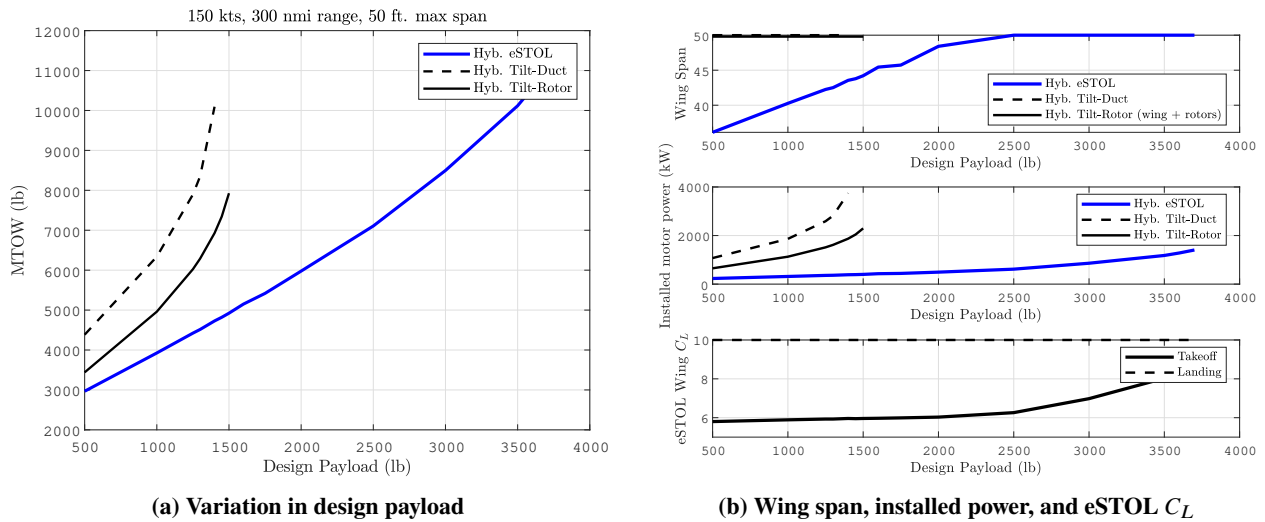 150 kts, 300 nmi range, 50 ft. max span
12000
11000
10000
9000
8000
7000
6000
5000
4000
3000
2000
MTOW (lb)
Hyb. eSTOL
Hyb. Tilt-Duct
Hyb. Tilt-Rotor
500 1000 1500 2000 2500 3000 3500 4000
Design Payload (lb)
(a) Variation in design payload
50
45
40
Wing Span
Hyb. eSTOL
Hyb. Tilt-Duct
Hyb. Tilt-Rotor (wing + rotors)
500 1000 1500 2000 2500 3000 3500 4000
Design Payload (lb)
4000
2000
0
Installed motor power (kW)
Hyb. eSTOL
Hyb. Tilt-Duct
Hyb. Tilt-Rotor
500 1000 1500 2000 2500 3000 3500 4000
Design Payload (lb)
10
8
6
eSTOL Wing C_L
Takeoff
Landing
500 1000 1500 2000 2500 3000 3500 4000
Design Payload (lb)
(b) Wing span, installed power, and eSTOL C_L